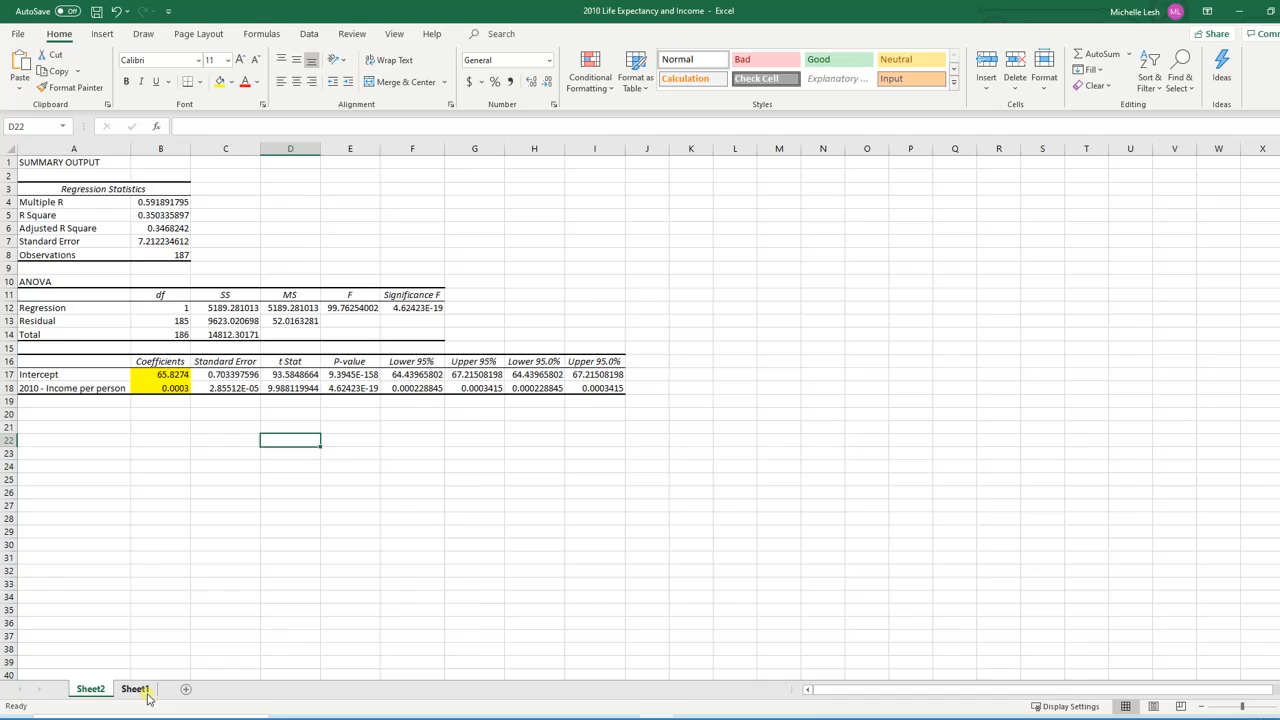 AutoSave Off 2010 Life Expectancy and Income - Excel Michelle Lesh ML
File Home Insert Draw Page Layout Formulas Data Review View Help Search Share Comm
Paste Cut Copy Format Painter
Calibri 11 A A B I U A
Wrap Text Merge & Center
General $ % ,
Conditional Formatting Format as Table
Normal Bad Good Neutral
Calculation Check Cell Explanatory ... Input
Insert Delete Format
AutoSum Fill Clear Sort & Filter Find & Select
Ideas
Clipboard Font Alignment Number Styles Cells Editing Ideas
D22 fx
A B C D E F G H I J K L M N O P Q R S T U V W X
1 SUMMARY OUTPUT
2
3 Regression Statistics
4 Multiple R 0.591891795
5 R Square 0.350335897
6 Adjusted R Square 0.3468242
7 Standard Error 7.212234612
8 Observations 187
9
10 ANOVA
11 df SS MS F Significance F
12 Regression 1 5189.281013 5189.281013 99.76254002 4.62423E-19
13 Residual 185 9623.020698 52.0163281
14 Total 186 14812.30171
15
16 Coefficients Standard Error t Stat P-value Lower 95% Upper 95% Lower 95.0% Upper 95.0%
17 Intercept 65.8274 0.703397596 93.5848664 9.3945E-158 64.43965802 67.21508198 64.43965802 67.21508198
18 2010 - Income per person 0.0003 2.85512E-05 9.988119944 4.62423E-19 0.000228845 0.0003415 0.000228845 0.0003415
19
20
21
22
23
24
25
26
27
28
29
30
31
32
33
34
35
36
37
38
39
40
Sheet2 Sheet1
Ready Display Settings